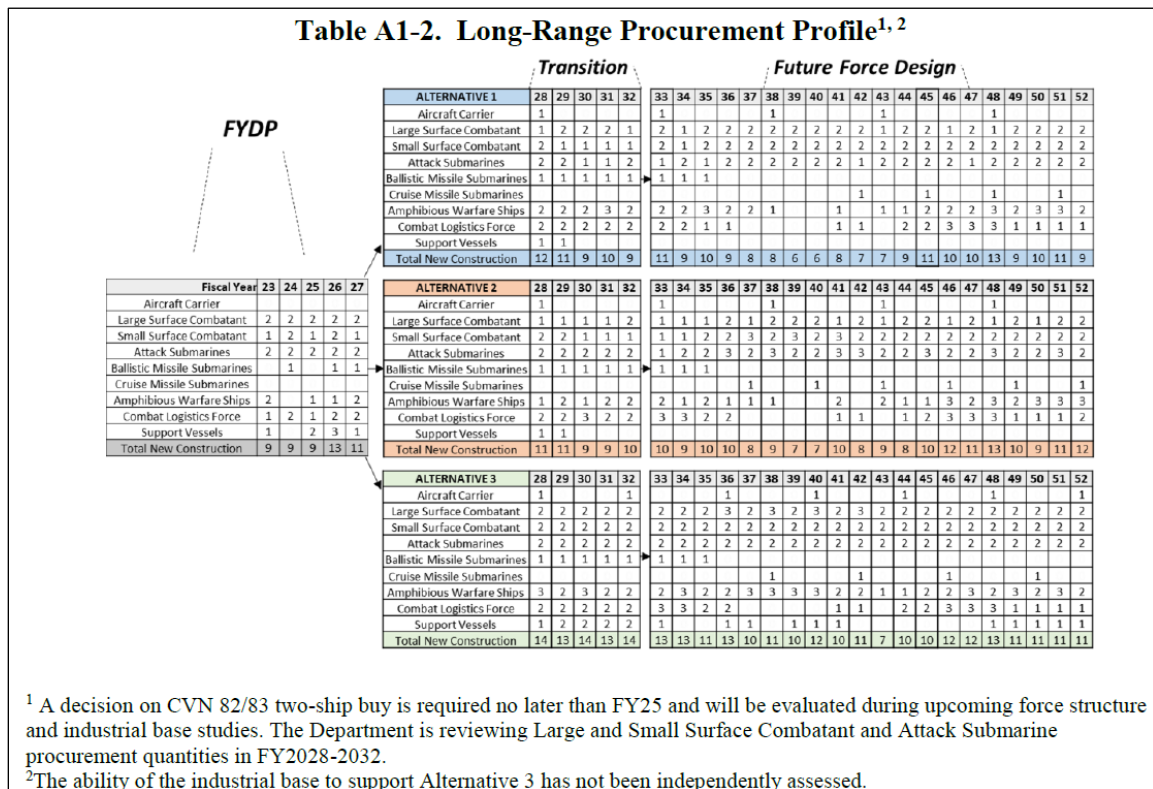 Table A1-2. Long-Range Procurement Profile1, 2
Transition Future Force Design
FYDP
ALTERNATIVE 1 28 29 30 31 32 33 34 35 36 37 38 39 40 41 42 43 44 45 46 47 48 49 50 51 52
Aircraft Carrier 1 1 1 1 1
Large Surface Combatant 1 2 2 2 1 2 1 2 2 2 2 2 2 2 2 1 2 2 1 2 1 2 2 2 2
Small Surface Combatant 2 1 1 1 1 2 1 2 2 2 2 2 2 2 2 2 2 2 2 2 2 2 2 2 2
Attack Submarines 2 2 1 1 2 1 2 1 2 2 2 2 2 2 1 2 2 2 2 1 2 2 2 2 2
Ballistic Missile Submarines 1 1 1 1 1 1 1 1
Cruise Missile Submarines 1 1 1 1
Amphibious Warfare Ships 2 2 2 3 2 2 2 3 2 2 1 1 1 1 2 2 2 3 2 3 3 2
Combat Logistics Force 2 2 2 2 2 2 2 1 1 1 1 2 2 3 3 3 1 1 1 1
Support Vessels 1 1
Total New Construction 12 11 9 10 9 11 9 10 9 8 8 6 6 8 7 7 9 11 10 10 13 9 10 11 9
Fiscal Year 23 24 25 26 27
Aircraft Carrier
Large Surface Combatant 2 2 2 2 2
Small Surface Combatant 1 2 1 2 1
Attack Submarines 2 2 2 2 2
Ballistic Missile Submarines 1 1 1
Cruise Missile Submarines
Amphibious Warfare Ships 2 1 1 2
Combat Logistics Force 1 2 1 2 2
Support Vessels 1 2 3 1
Total New Construction 9 9 9 13 11
ALTERNATIVE 2 28 29 30 31 32 33 34 35 36 37 38 39 40 41 42 43 44 45 46 47 48 49 50 51 52
Aircraft Carrier 1 1 1 1 1
Large Surface Combatant 1 1 1 1 2 1 1 1 2 1 2 2 2 1 2 1 2 2 1 2 1 2 1 2 2
Small Surface Combatant 2 2 1 1 1 1 1 2 2 3 2 3 2 3 2 2 2 2 2 2 2 2 2 2 2
Attack Submarines 2 2 2 2 2 1 2 2 3 2 3 2 2 3 3 2 2 3 2 2 3 2 2 3 2
Ballistic Missile Submarines 1 1 1 1 1 1 1 1
Cruise Missile Submarines 1 1 1 1 1 1
Amphibious Warfare Ships 1 2 1 2 2 2 1 2 1 1 1 2 2 1 1 3 2 3 2 3 3 3
Combat Logistics Force 2 2 3 2 2 3 3 2 2 1 1 1 2 3 3 3 1 1 1 2
Support Vessels 1 1
Total New Construction 11 11 9 9 10 10 9 10 10 8 9 7 7 10 8 9 8 10 12 11 13 10 9 11 12
ALTERNATIVE 3 28 29 30 31 32 33 34 35 36 37 38 39 40 41 42 43 44 45 46 47 48 49 50 51 52
Aircraft Carrier 1 1 1 1 1 1 1
Large Surface Combatant 2 2 2 2 2 2 2 2 3 2 3 2 3 2 3 2 2 2 2 2 2 2 2 2 2
Small Surface Combatant 2 2 2 2 2 2 2 2 2 2 2 2 2 2 2 2 2 2 2 2 2 2 2 2 2
Attack Submarines 2 2 2 2 2 2 2 2 2 2 2 2 2 2 2 2 2 2 2 2 2 2 2 2 2
Ballistic Missile Submarines 1 1 1 1 1 1 1 1
Cruise Missile Submarines 1 1 1 1
Amphibious Warfare Ships 3 2 3 2 2 2 3 2 2 3 3 3 3 2 2 1 1 2 2 3 2 3 2 3 2
Combat Logistics Force 2 2 2 2 2 3 3 2 2 1 1 2 2 3 3 3 1 1 1 1
Support Vessels 1 2 2 2 2 1 1 1 1 1 1 1 1 1 1 1
Total New Construction 14 13 14 13 14 13 13 11 13 10 11 10 12 10 11 7 10 10 12 12 13 11 11 11 11
1 A decision on CVN 82/83 two-ship buy is required no later than FY25 and will be evaluated during upcoming force structure
and industrial base studies. The Department is reviewing Large and Small Surface Combatant and Attack Submarine
procurement quantities in FY2028-2032.
2The ability of the industrial base to support Alternative 3 has not been independently assessed.